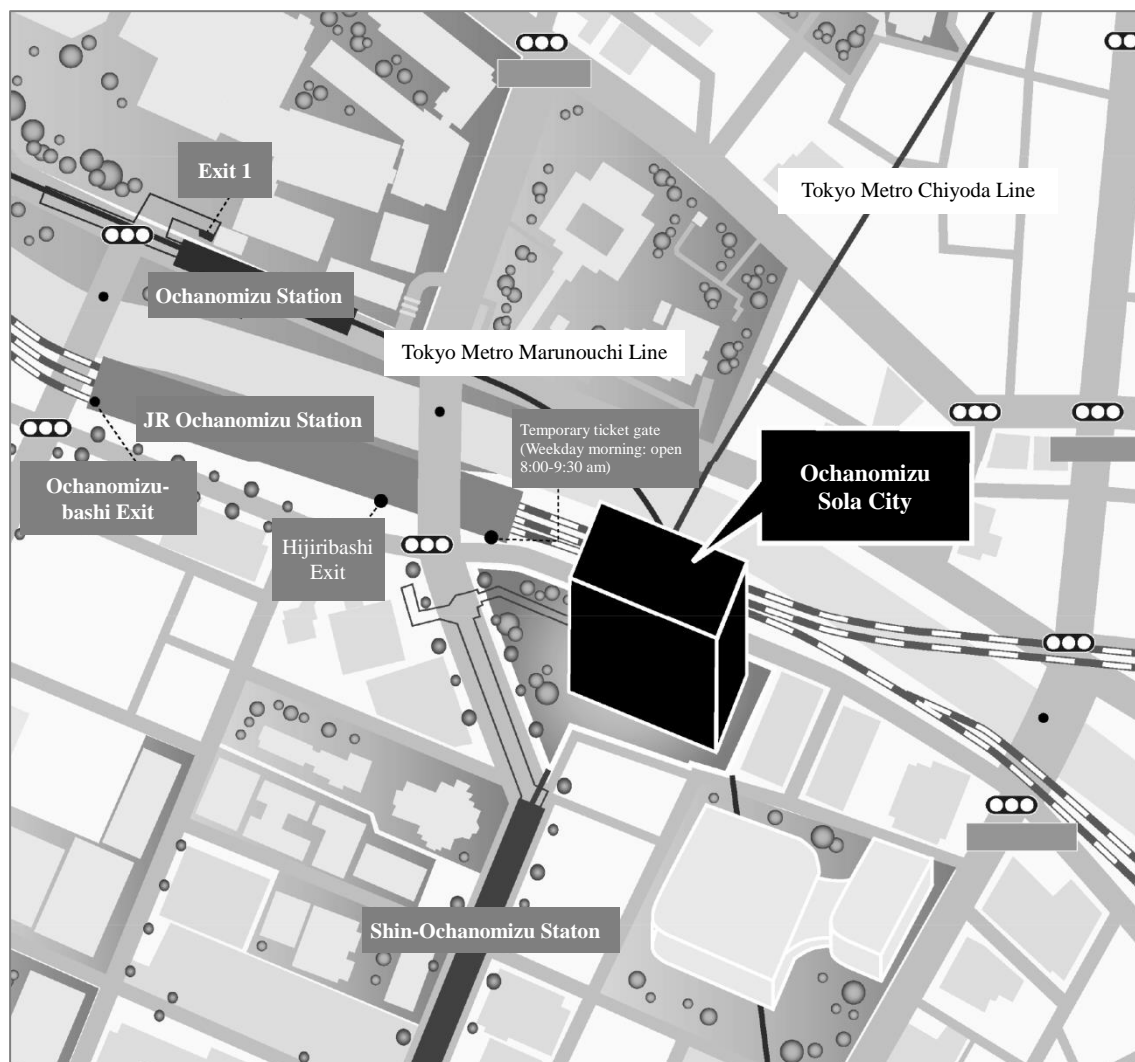 Exit 1
Tokyo Metro Chiyoda Line
Ochanomizu Station
Tokyo Metro Marunouchi Line
JR Ochanomizu Station
Temporary ticket gate
(Weekday morning: open
8:00-9:30 am)
Ochanomizu
Sola City
Ochanomizu-
bashi Exit
Hijiribashi
Exit
Shin-Ochanomizu Staton